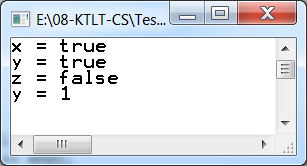 E:\08-KTLT-CS\Tes...
x = true
y = true
z = false
y = 1